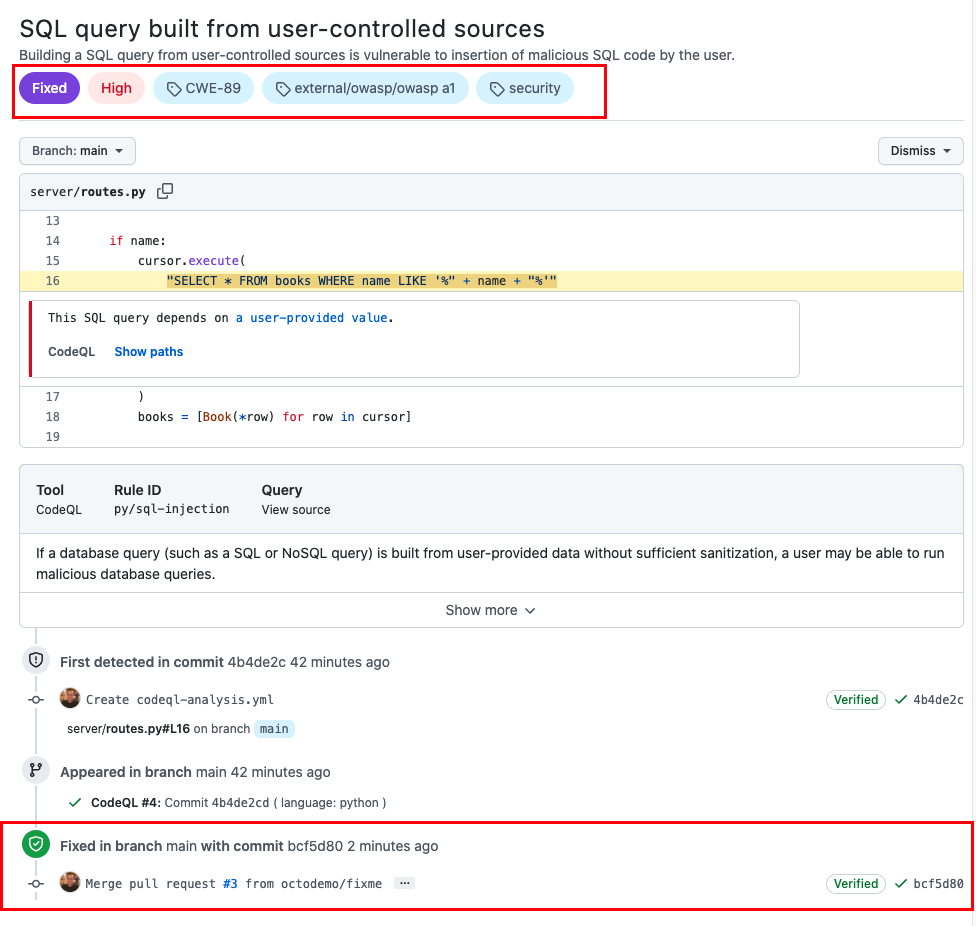 SQL query built from user-controlled sources
Building a SQL query from user-controlled sources is vulnerable to insertion of malicious SQL code by the user.
Fixed High CWE-89 external/owasp/owasp a1 security
Branch: main Dismiss
server/routes.py
13
14 if name:
15 cursor.execute(
16 "SELECT * FROM books WHERE name LIKE '%" + name + "%'"
This SQL query depends on a user-provided value.
CodeQL Show paths
17 )
18 books = [Book(*row) for row in cursor]
19
Tool Rule ID Query
CodeQL py/sql-injection View source
If a database query (such as a SQL or NoSQL query) is built from user-provided data without sufficient sanitization, a user may be able to run
malicious database queries.
Show more
First detected in commit 4b4de2c 42 minutes ago
Create codeql-analysis.yml Verified 4b4de2c
server/routes.py#L16 on branch main
Appeared in branch main 42 minutes ago
CodeQL #4: Commit 4b4de2cd ( language: python )
Fixed in branch main with commit bcf5d80 2 minutes ago
Merge pull request #3 from octodemo/fixme ... Verified bcf5d80